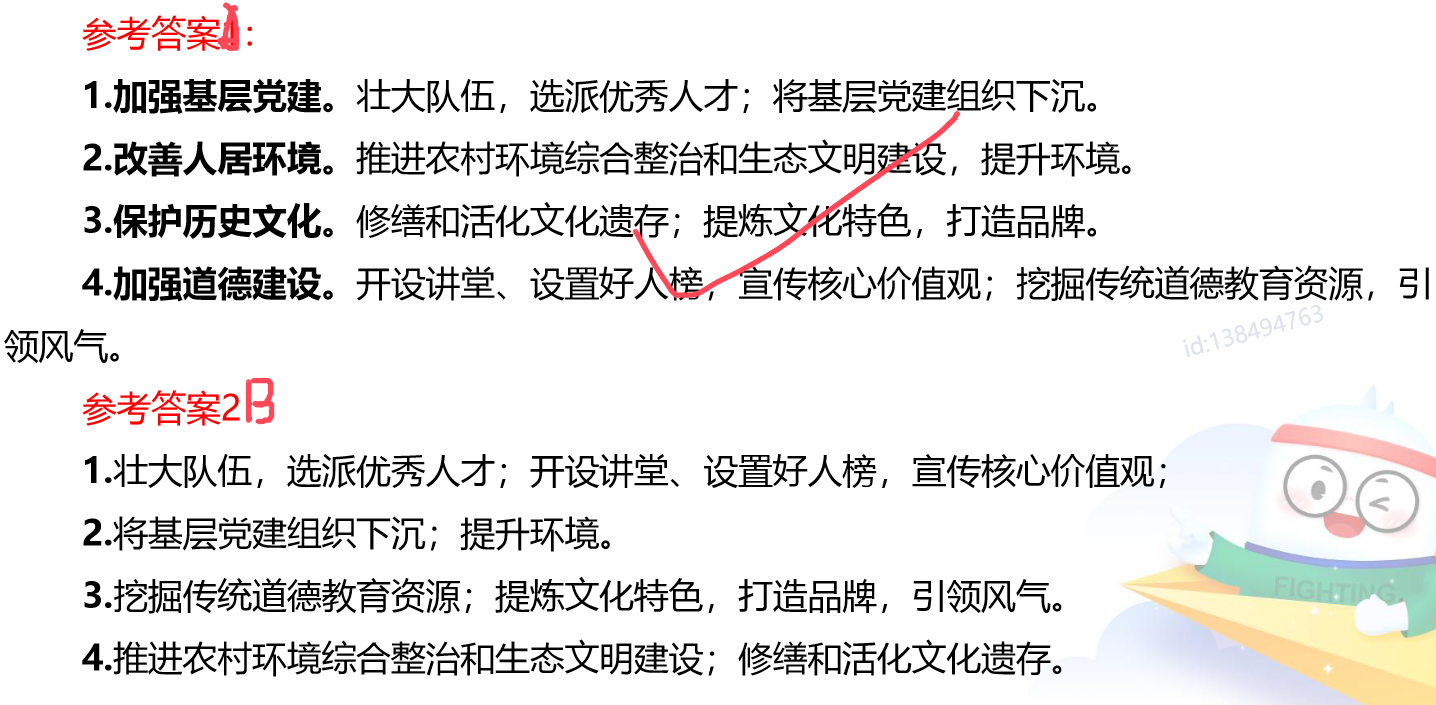 参考答案1:
1.加强基层党建。壮大队伍，选派优秀人才；将基层党建组织下沉。
2.改善人居环境。推进农村环境综合整治和生态文明建设，提升环境。
3.保护历史文化。修缮和活化文化遗存；提炼文化特色，打造品牌。
4.加强道德建设。开设讲堂、设置好人榜，宣传核心价值观；挖掘传统道德教育资源，引
领风气。
id:138494763
参考答案2 B
1.壮大队伍，选派优秀人才；开设讲堂、设置好人榜，宣传核心价值观；
2.将基层党建组织下沉；提升环境。
3.挖掘传统道德教育资源；提炼文化特色，打造品牌，引领风气。
4.推进农村环境综合整治和生态文明建设；修缮和活化文化遗存。
FIGHTING